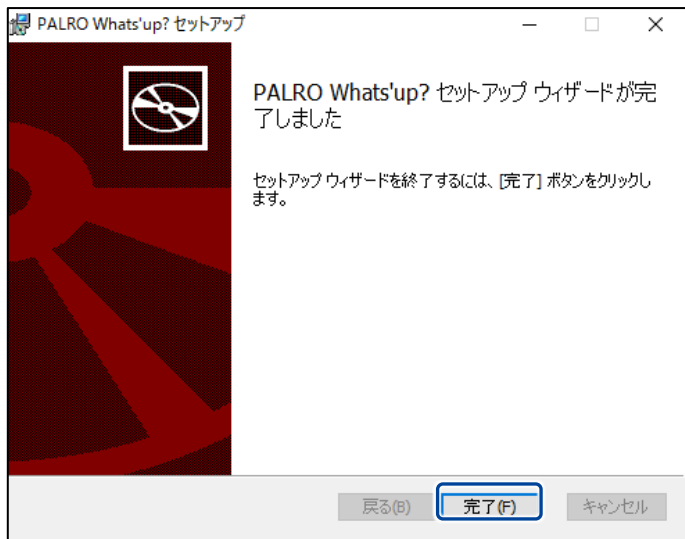 PALRO Whats'up? セットアップ
PALRO Whats'up? セットアップ ウィザードが完
了しました
セットアップ ウィザードを終了するには、[完了] ボタンをクリックし
ます。
戻る(B) 完了(F) キャンセル